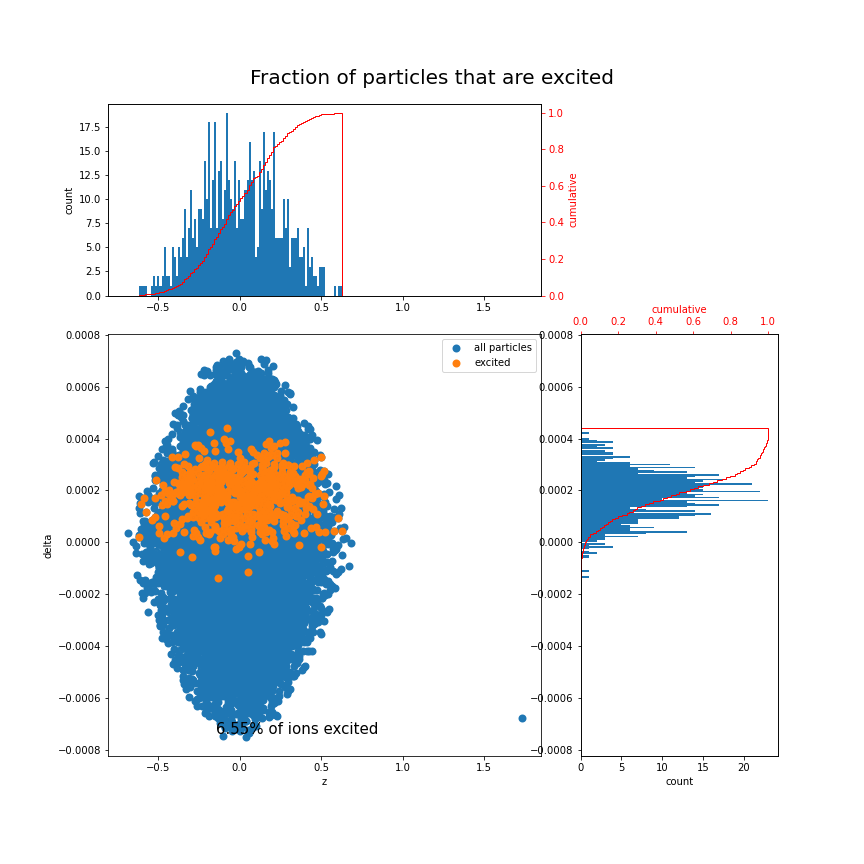 Fraction of particles that are excited
17.5
15.0
12.5
10.0
7.5
5.0
2.5
0.0
count
−0.5 0.0 0.5 1.0 1.5
1.0
0.8
0.6
0.4
0.2
0.0
cumulative
0.0008
0.0006
0.0004
0.0002
0.0000
−0.0002
−0.0004
−0.0006
−0.0008
delta
all particles
excited
6.55% of ions excited
−0.5 0.0 0.5 1.0 1.5
z
cumulative
0.0 0.2 0.4 0.6 0.8 1.0
0.0008
0.0006
0.0004
0.0002
0.0000
−0.0002
−0.0004
−0.0006
−0.0008
0 5 10 15 20
count